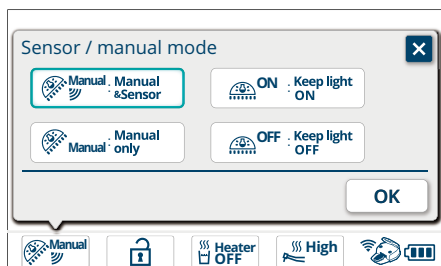 Sensor / manual mode
Manual : Manual &Sensor
ON : Keep light ON
Manual : Manual only
OFF : Keep light OFF
OK
Manual
Heater OFF
High